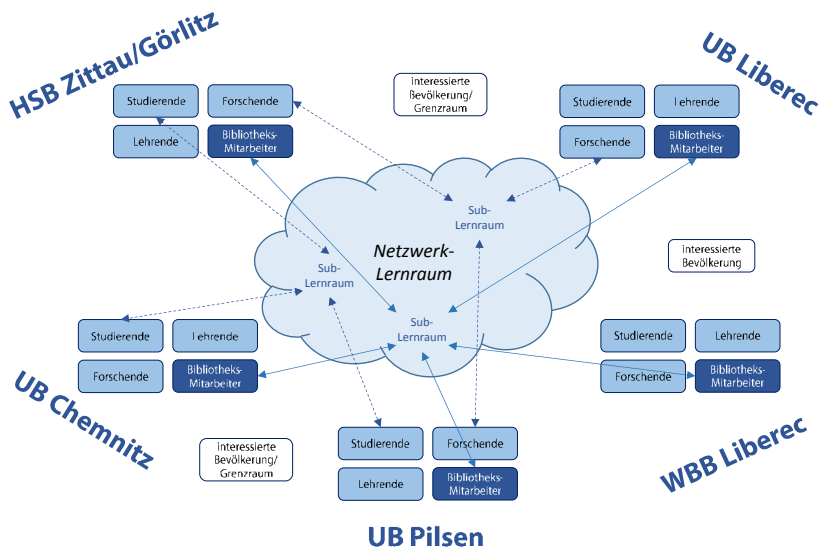 HSB Zittau/Görlitz
Studierende
Forschende
Lehrende
Bibliotheks-
Mitarbeiter
interessierte
Bevölkerung/
Grenzraum
UB Liberec
Studierende
Lehrende
Forschende
Bibliotheks-
Mitarbeiter
Sub-
Lernraum
Netzwerk-
Lernraum
Sub-
Lernraum
Sub-
Lernraum
interessierte
Bevölkerung
Studierende
Lehrende
Forschende
Bibliotheks-
Mitarbeiter
UB Chemnitz
Studierende
Lehrende
Forschende
Bibliotheks-
Mitarbeiter
WBB Liberec
interessierte
Bevölkerung/
Grenzraum
Studierende
Forschende
Lehrende
Bibliotheks-
Mitarbeiter
UB Pilsen